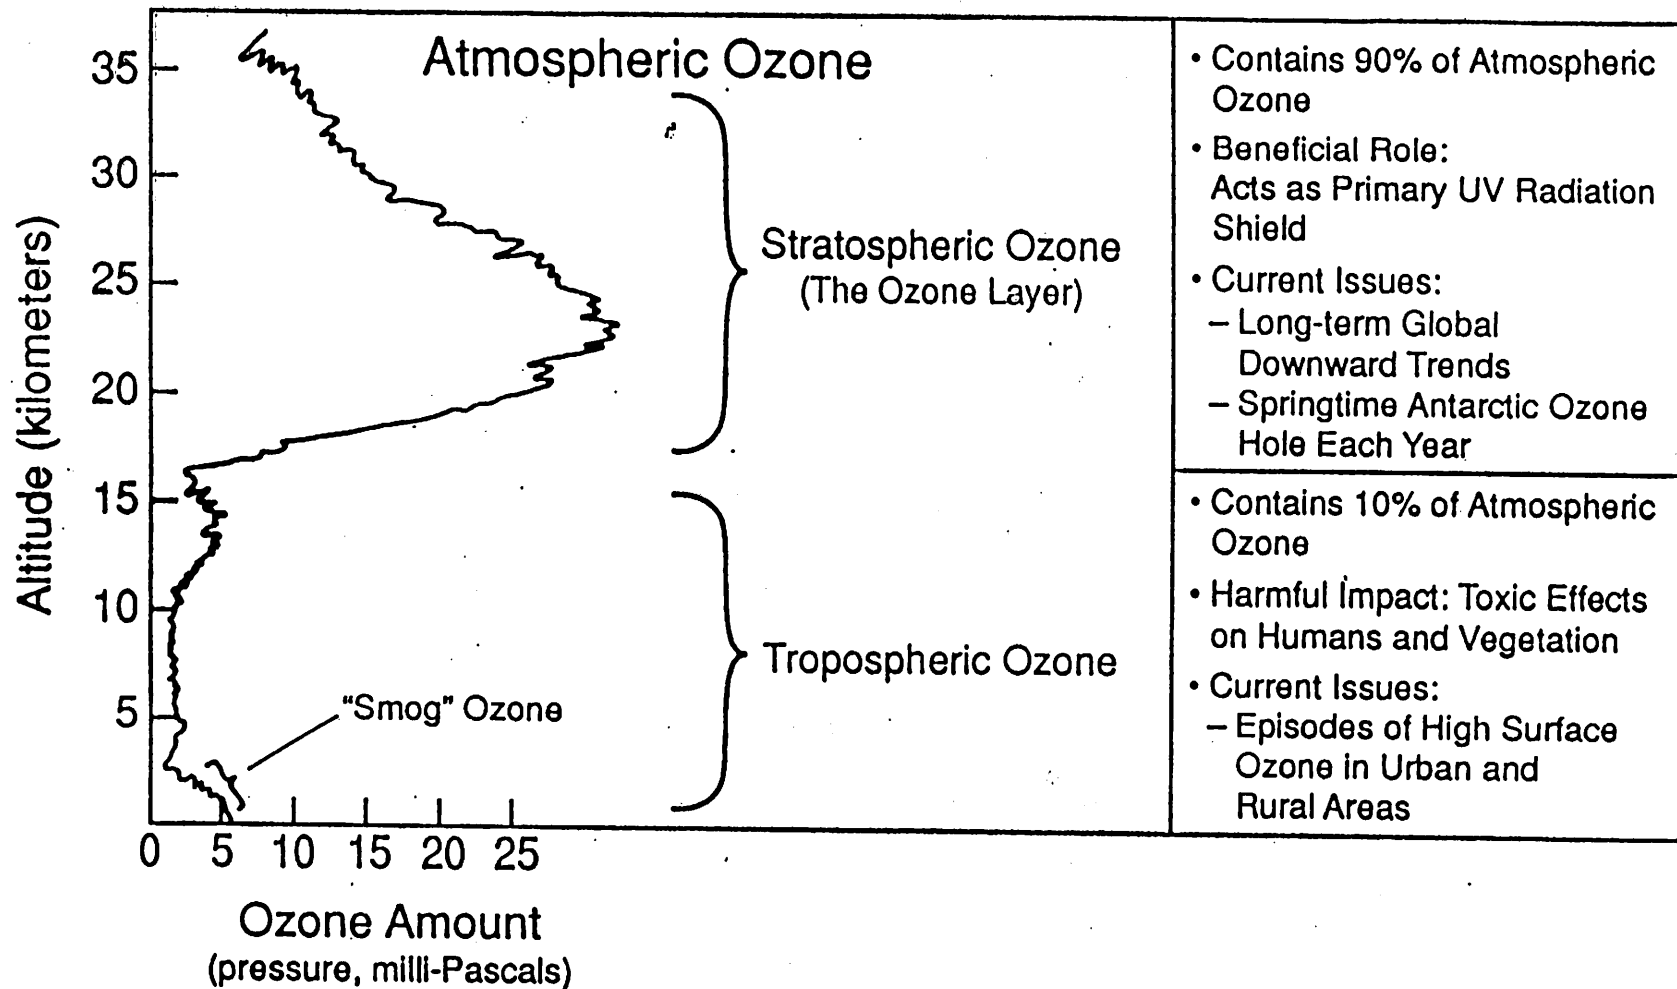 Atmospheric Ozone
Altitude (kilometers)
35
30
25
20
15
10
5
0 5 10 15 20 25
Ozone Amount
(pressure, milli-Pascals)
Stratospheric Ozone
(The Ozone Layer)
Tropospheric Ozone
“Smog” Ozone
• Contains 90% of Atmospheric
Ozone
• Beneficial Role:
Acts as Primary UV Radiation
Shield
• Current Issues:
– Long-term Global
Downward Trends
– Springtime Antarctic Ozone
Hole Each Year
• Contains 10% of Atmospheric
Ozone
• Harmful Impact: Toxic Effects
on Humans and Vegetation
• Current Issues:
– Episodes of High Surface
Ozone in Urban and
Rural Areas